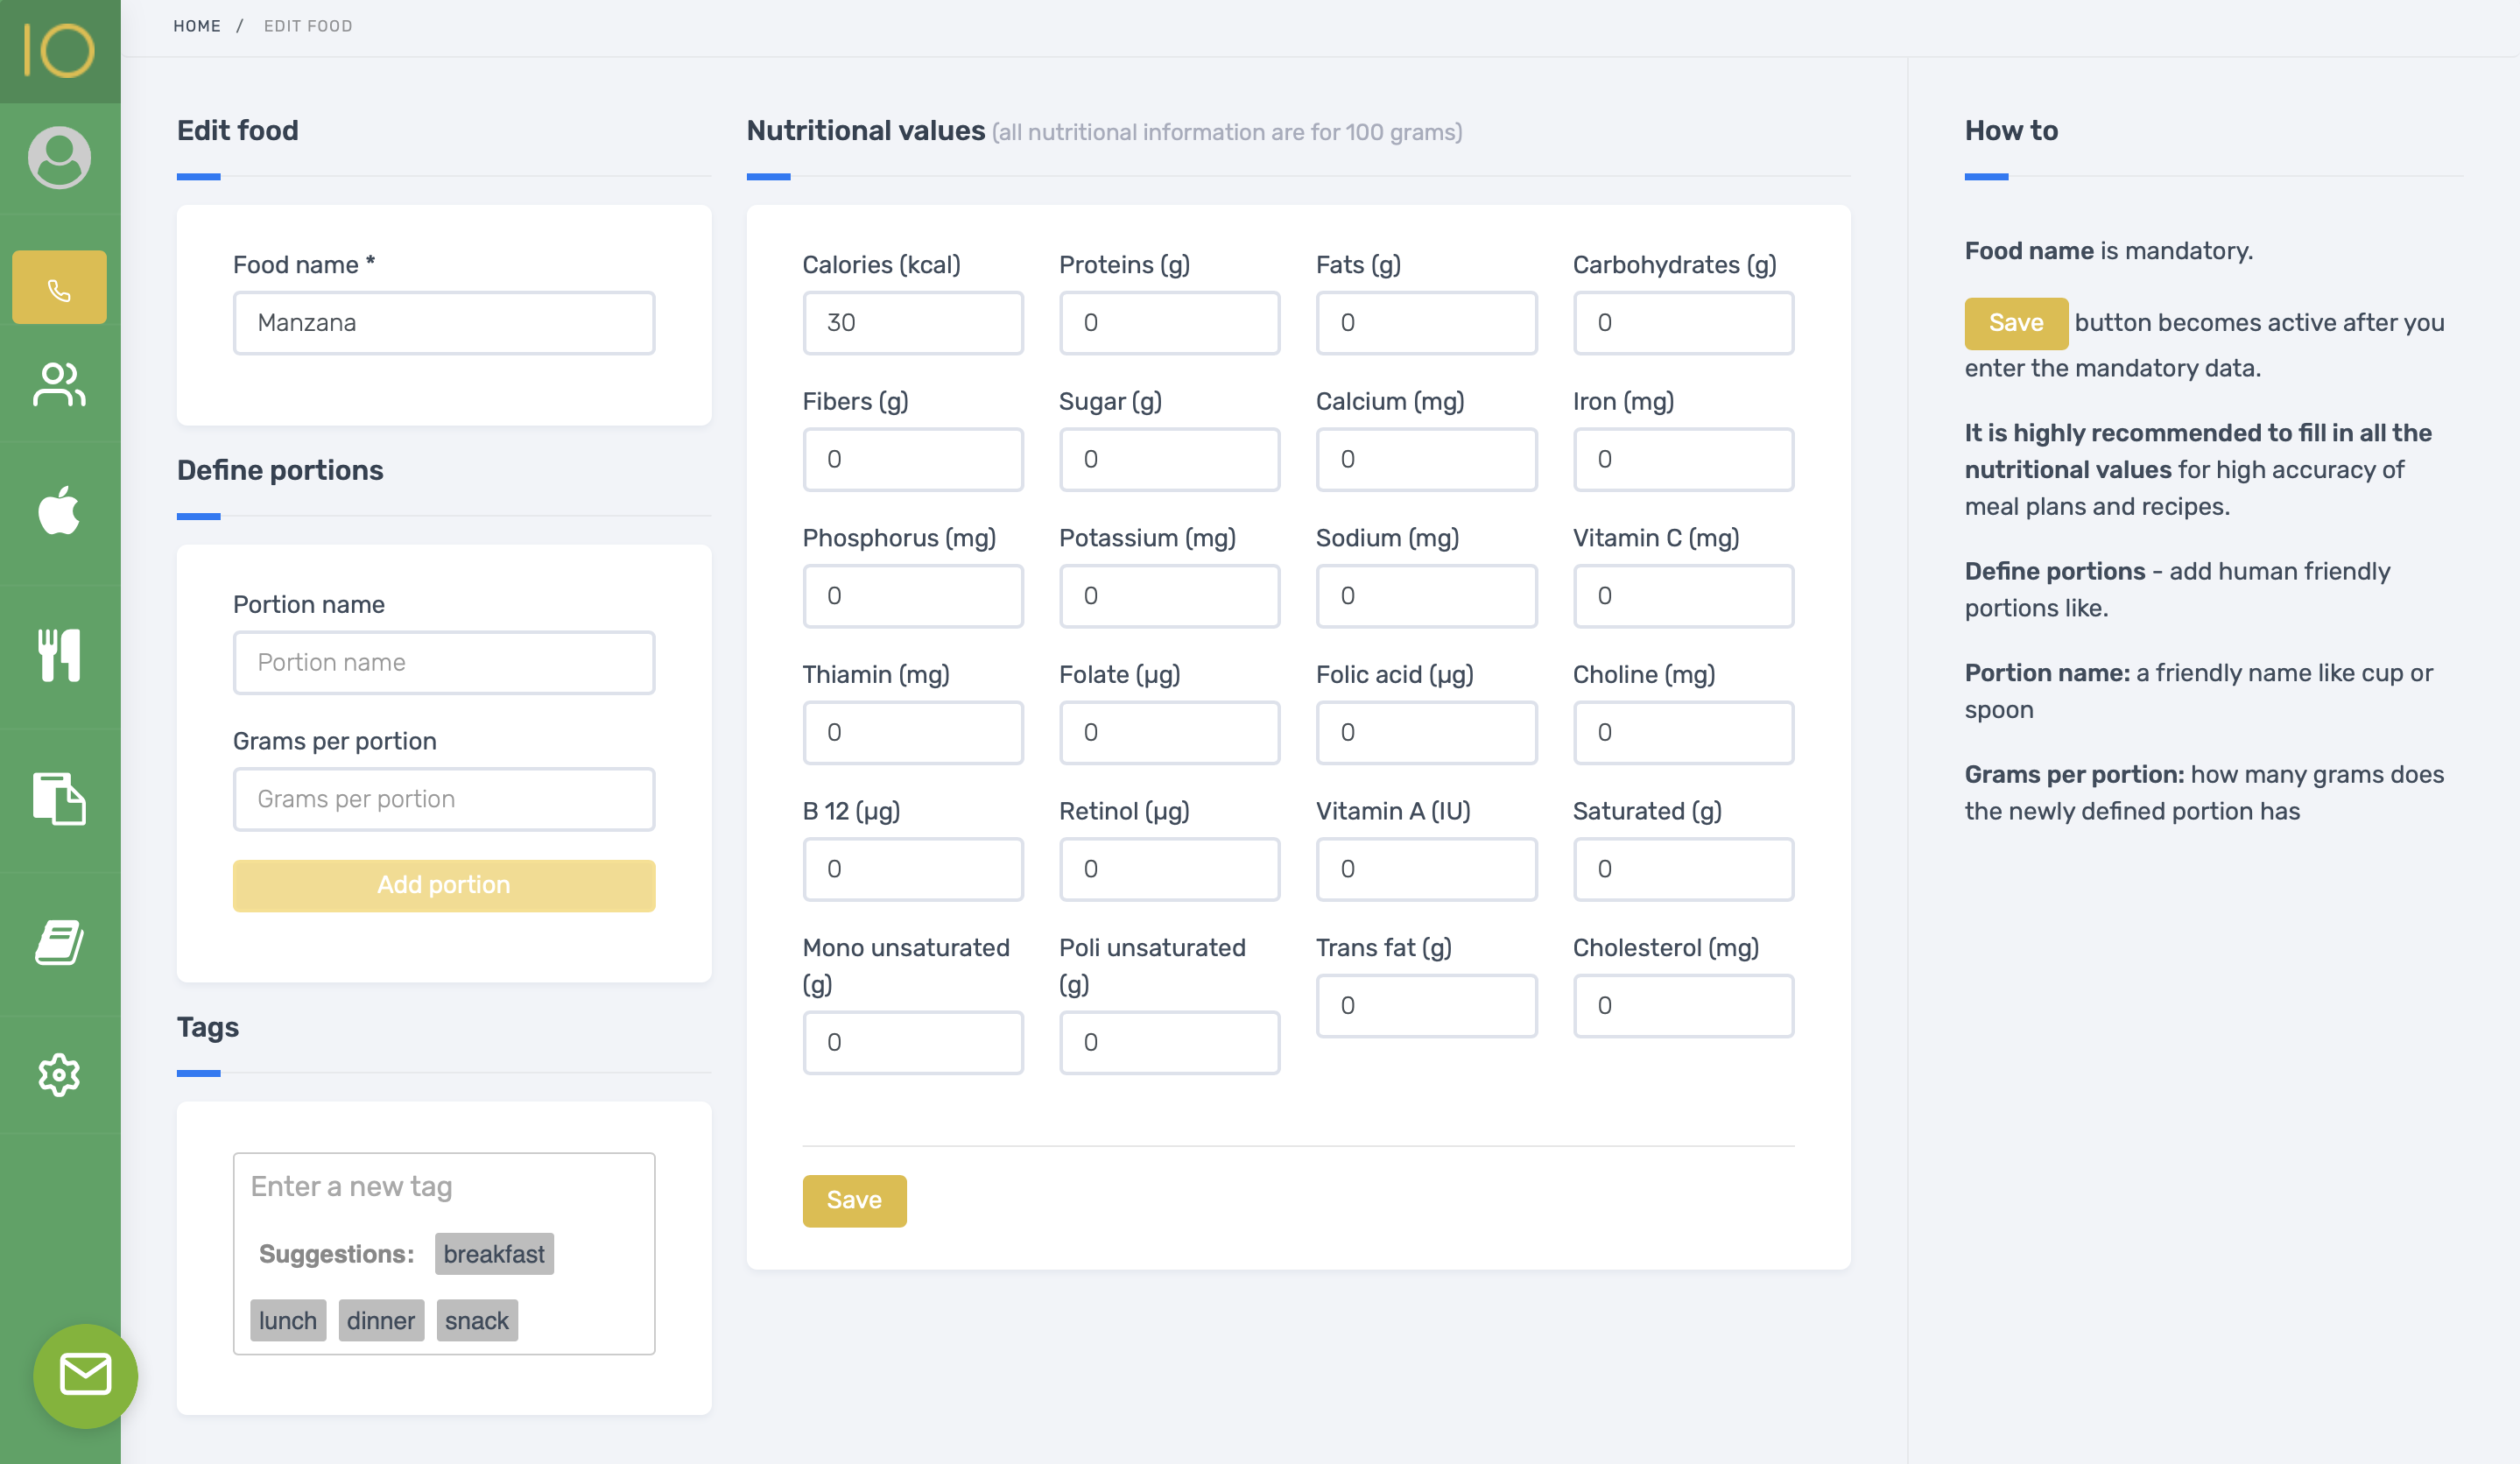 IO
HOME / EDIT FOOD
Edit food
Food name *
Manzana
Define portions
Portion name
Portion name
Grams per portion
Grams per portion
Add portion
Tags
Enter a new tag
Suggestions: breakfast
lunch dinner snack
Nutritional values (all nutritional information are for 100 grams)
Calories (kcal) Proteins (g) Fats (g) Carbohydrates (g)
30 0 0 0
Fibers (g) Sugar (g) Calcium (mg) Iron (mg)
0 0 0 0
Phosphorus (mg) Potassium (mg) Sodium (mg) Vitamin C (mg)
0 0 0 0
Thiamin (mg) Folate (µg) Folic acid (µg) Choline (mg)
0 0 0 0
B 12 (µg) Retinol (µg) Vitamin A (IU) Saturated (g)
0 0 0 0
Mono unsaturated (g) Poli unsaturated (g) Trans fat (g) Cholesterol (mg)
0 0 0 0
Save
How to
Food name is mandatory.
Save button becomes active after you
enter the mandatory data.
It is highly recommended to fill in all the
nutritional values for high accuracy of
meal plans and recipes.
Define portions - add human friendly
portions like.
Portion name: a friendly name like cup or
spoon
Grams per portion: how many grams does
the newly defined portion has